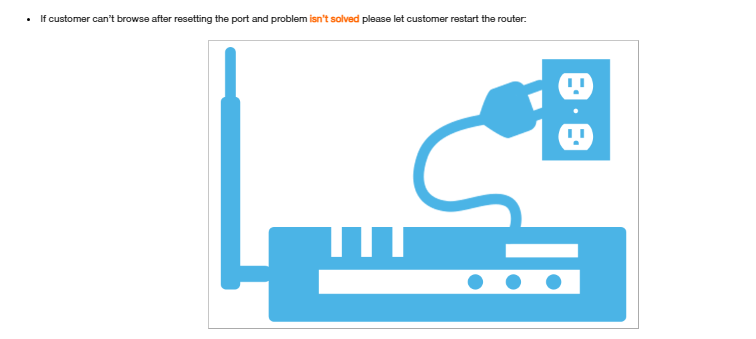 • If customer can't browse after resetting the port and problem isn't solved please let customer restart the router: